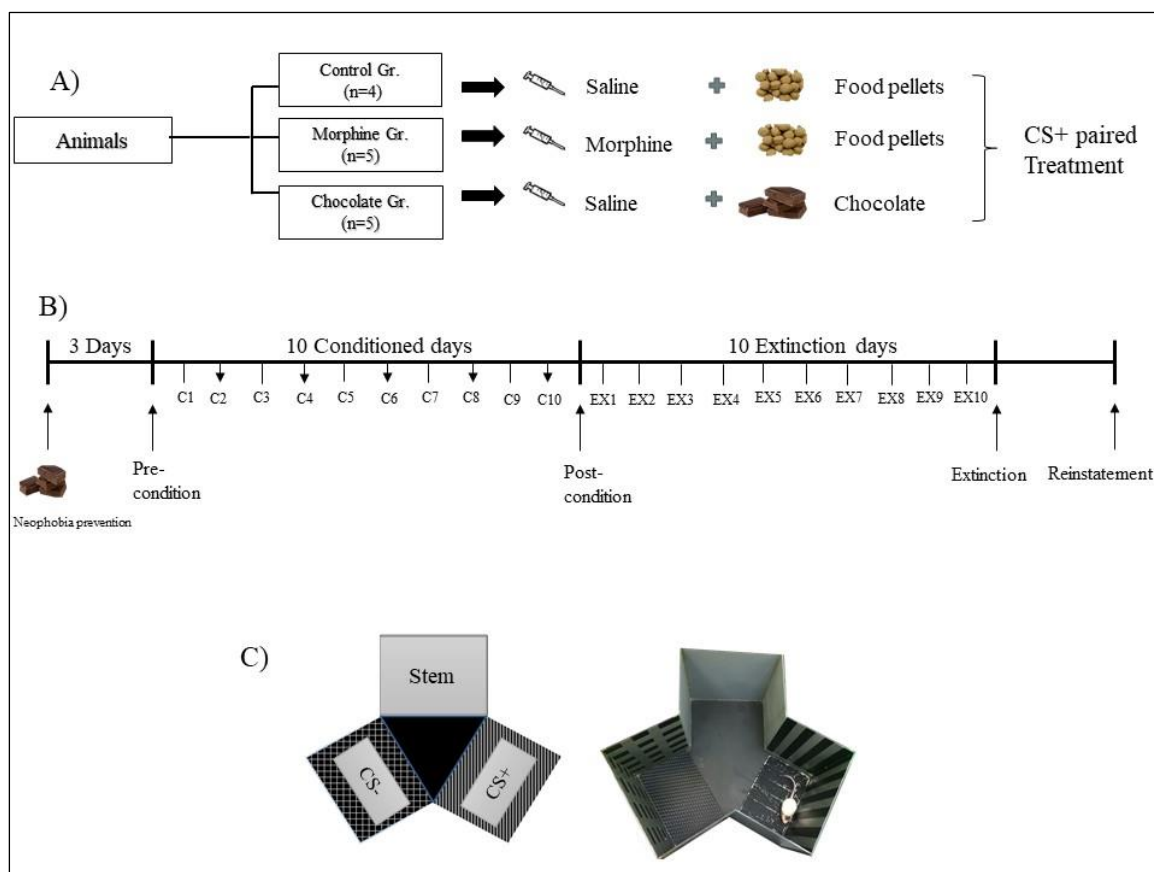 A)
Animals
Control Gr.
(n=4)
Saline
Food pellets
Morphine Gr.
(n=5)
Morphine
Food pellets
Chocolate Gr.
(n=5)
Saline
Chocolate
CS+ paired
Treatment
B)
3 Days
10 Conditioned days
10 Extinction days
C1 C2 C3 C4 C5 C6 C7 C8 C9 C10
EX1 EX2 EX3 EX4 EX5 EX6 EX7 EX8 EX9 EX10
Neophobia prevention
Pre-
condition
Post-
condition
Extinction
Reinstatement
C)
Stem
CS-
CS+